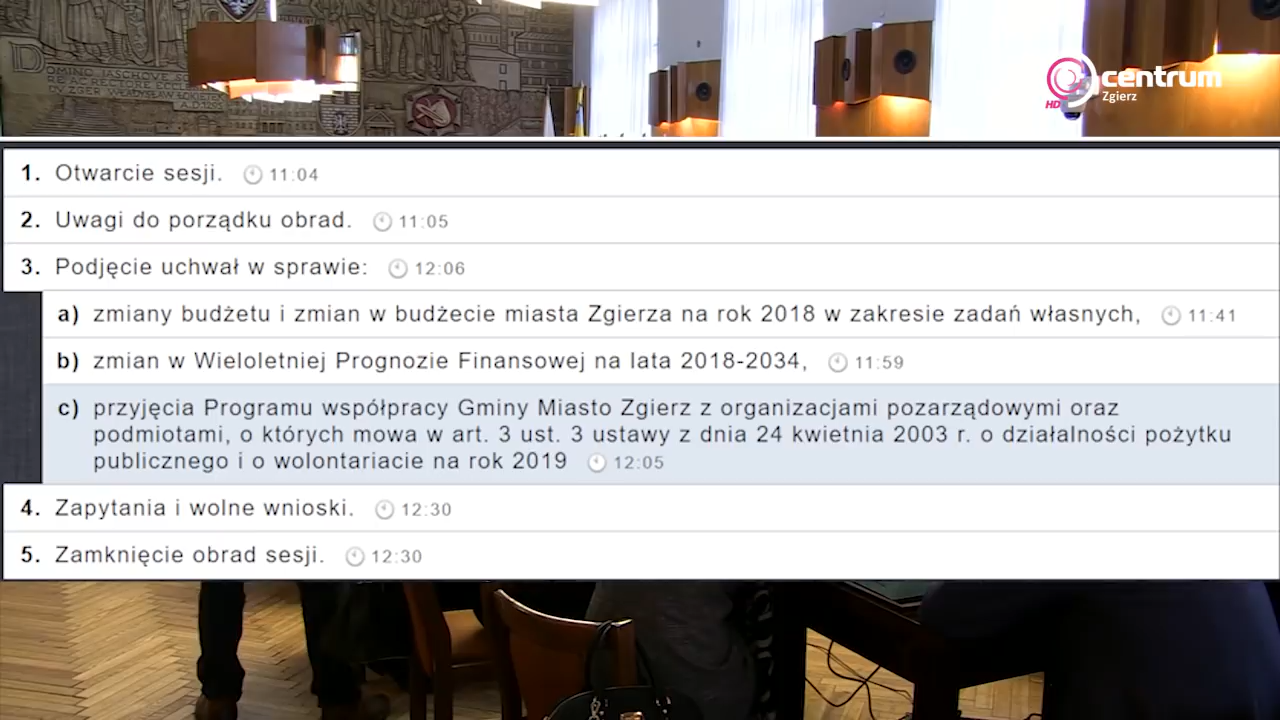 DOMINO JASCHOVE
centrum
Zgierz
HD
1. Otwarcie sesji. 11:04
2. Uwagi do porządku obrad. 11:05
3. Podjęcie uchwał w sprawie: 12:06
a) zmiany budżetu i zmian w budżecie miasta Zgierza na rok 2018 w zakresie zadań własnych, 11:41
b) zmian w Wieloletniej Prognozie Finansowej na lata 2018-2034, 11:59
c) przyjęcia Programu współpracy Gminy Miasto Zgierz z organizacjami pozarządowymi oraz
podmiotami, o których mowa w art. 3 ust. 3 ustawy z dnia 24 kwietnia 2003 r. o działalności pożytku
publicznego i o wolontariacie na rok 2019 12:05
4. Zapytania i wolne wnioski. 12:30
5. Zamknięcie obrad sesji. 12:30